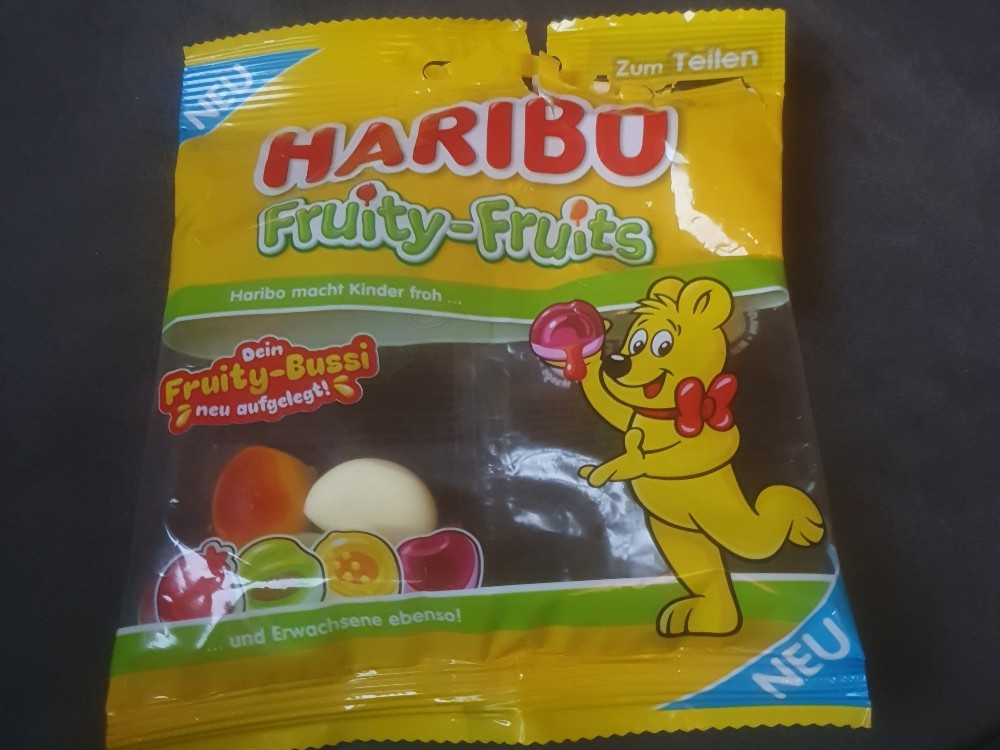 NEU
Zum Teilen
HARIBO
Fruity-Fruits
Haribo macht Kinder froh ...
Dein
Fruity-Bussi
neu aufgelegt!
... und Erwachsene ebenso!
NEU